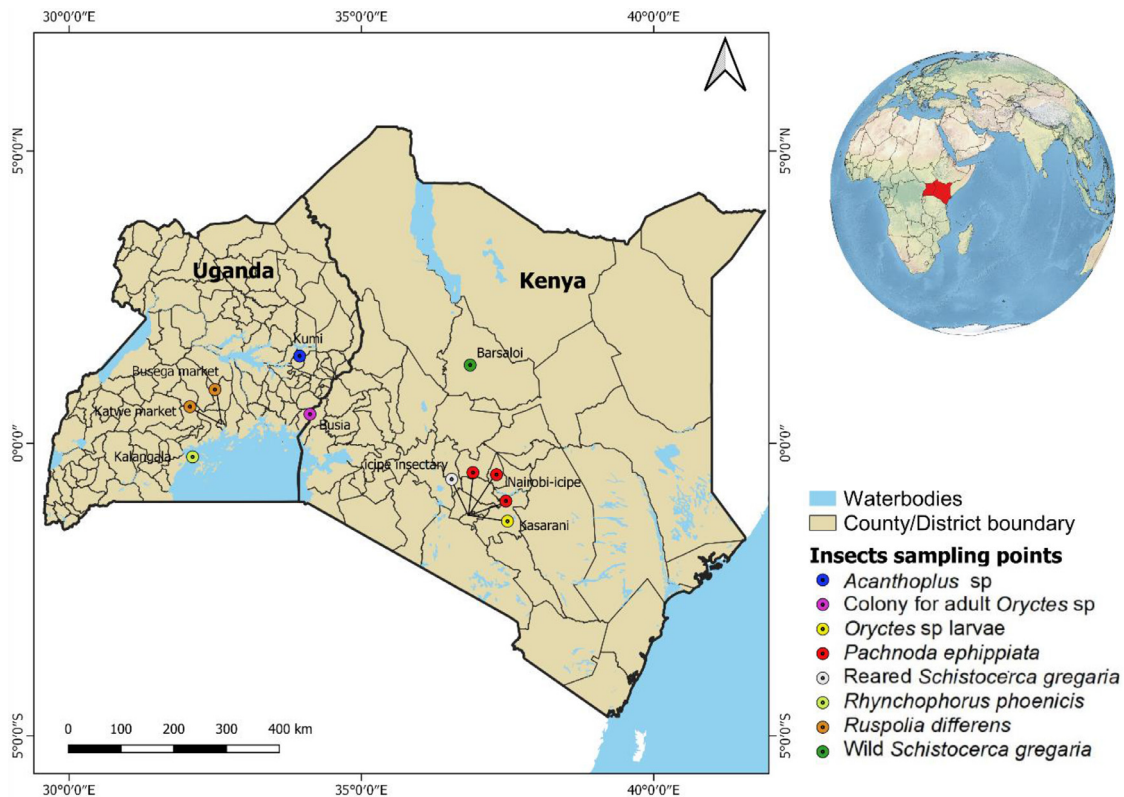 30°0'0"E 35°0'0"E 40°0'0"E
5°0'0"N 5°0'0"N
Uganda
Kenya
Kumi
Barsaloi
Busega market
Katwe market
Busia
0°0'0" 0°0'0"
Kalangala
icipe insectary
Nairobi-icipe
Kasarani
5°0'0"S 5°0'0"S
0 100 200 300 400 km
30°0'0"E 35°0'0"E 40°0'0"E
Waterbodies
County/District boundary
Insects sampling points
Acanthoplus sp
Colony for adult Oryctes sp
Oryctes sp larvae
Pachnoda ephippiata
Reared Schistocerca gregaria
Rhynchophorus phoenicis
Ruspolia differens
Wild Schistocerca gregaria